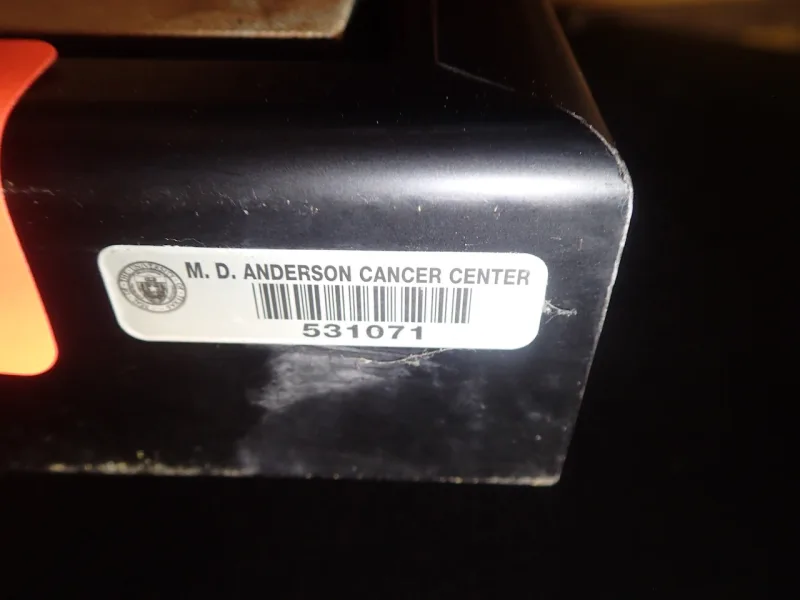 M. D. ANDERSON CANCER CENTER
531071